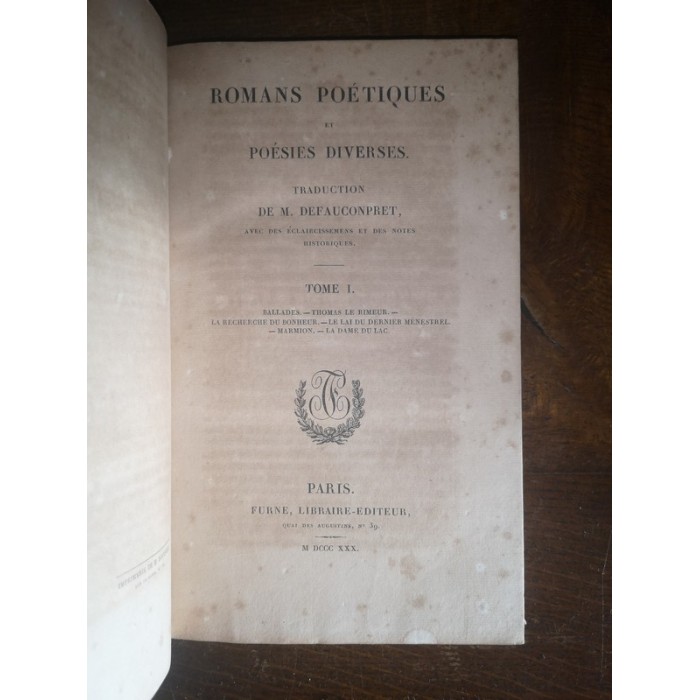 ROMANS POÉTIQUES
ET
POÉSIES DIVERSES.
TRADUCTION
DE M. DEFAUCONPRET,
AVEC DES ÉCLAIRCISSEMENS ET DES NOTES
HISTORIQUES.
TOME I.
BALLADES. — THOMAS LE RIMEUR. —
LA RECHERCHE DU BONHEUR. — LE LAI DU DERNIER MÉNESTREL.
— MARMION. — LA DAME DU LAC.
PARIS.
FURNE, LIBRAIRE-ÉDITEUR,
QUAI DES AUGUSTINS, Nº 39.
M DCCC XXX.